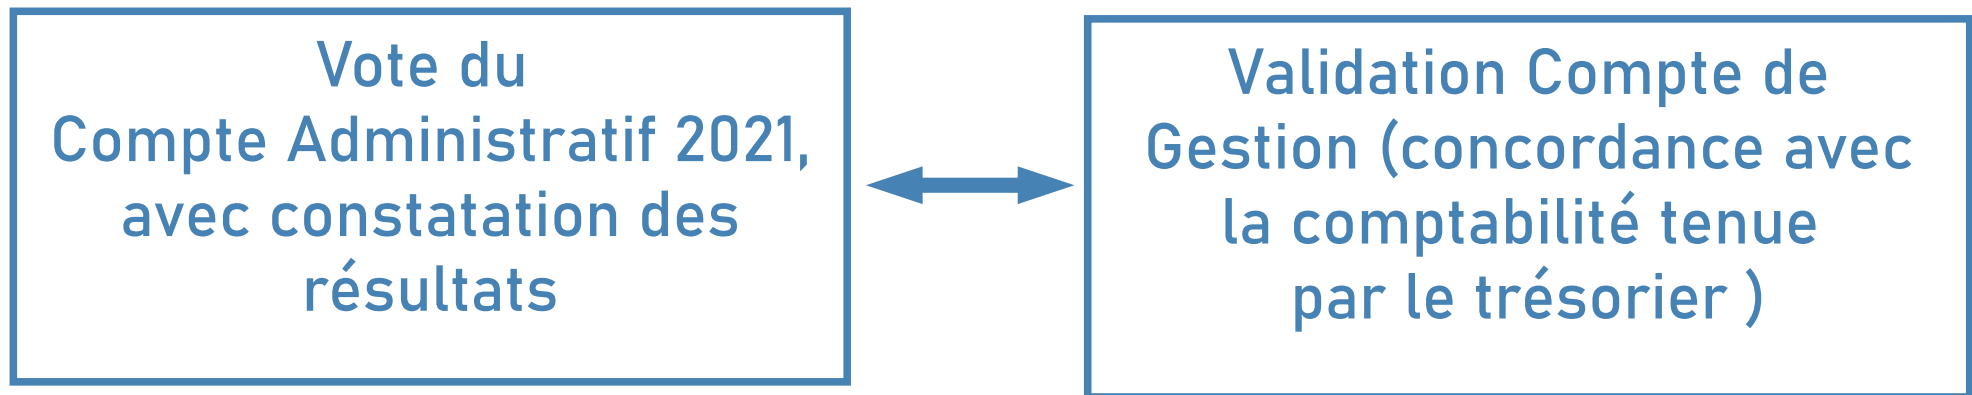 Vote du
Compte Administratif 2021,
avec constatation des
résultats
Validation Compte de
Gestion (concordance avec
la comptabilité tenue
par le trésorier )